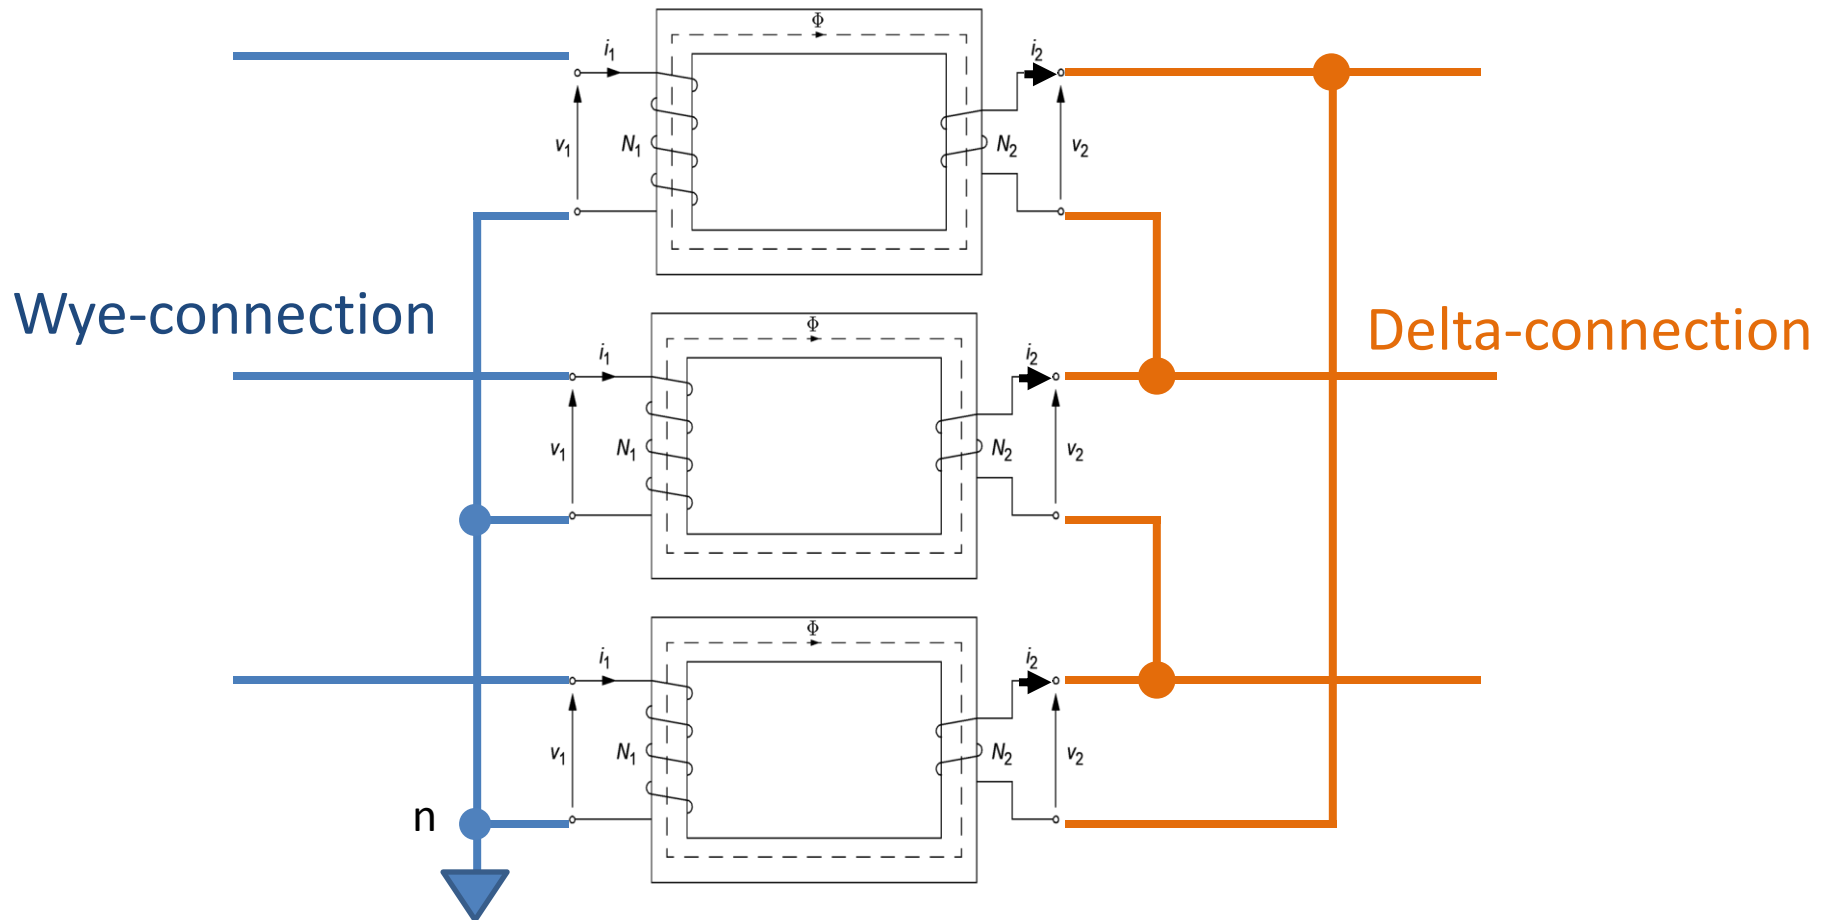 Φ
i1
i2
v1
N1
N2
v2
Wye-connection
Delta-connection
Φ
i1
i2
v1
N1
N2
v2
Φ
i1
i2
v1
N1
N2
v2
n